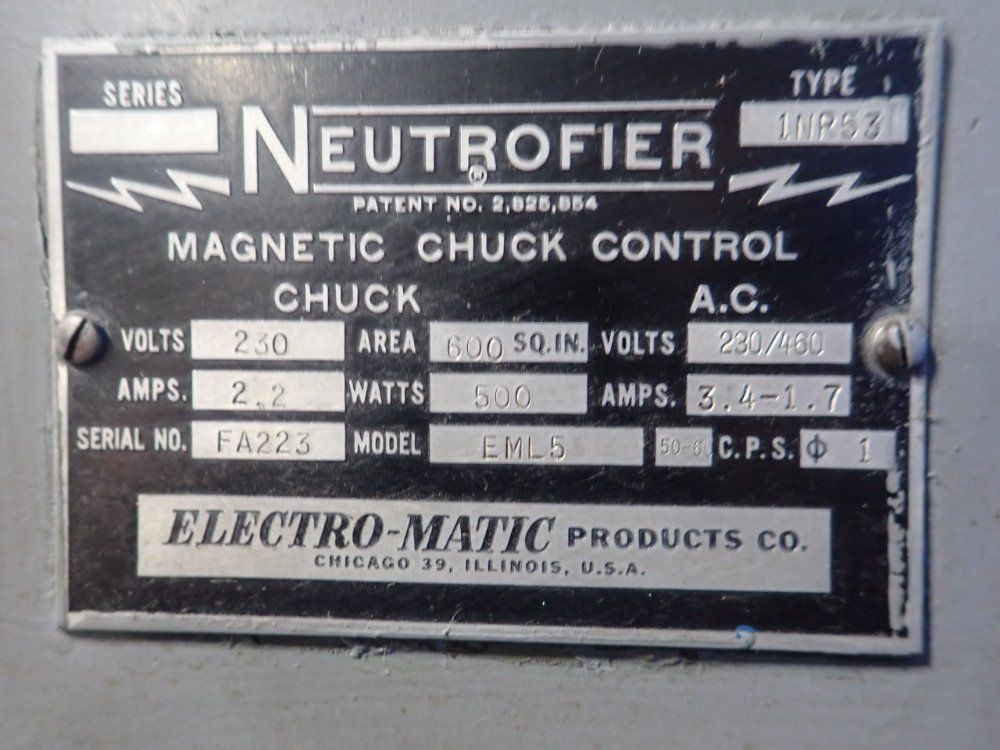 SERIES
TYPE
1NR53
NEUTROFIER
®
PATENT NO. 2,825,854
MAGNETIC CHUCK CONTROL
CHUCK A.C.
VOLTS 230 AREA 600 SQ.IN. VOLTS 230/460
AMPS. 2.2 WATTS 500 AMPS. 3.4-1.7
SERIAL NO. FA223 MODEL EML5 50-60 C.P.S. Φ 1
ELECTRO-MATIC PRODUCTS CO.
CHICAGO 39, ILLINOIS, U.S.A.